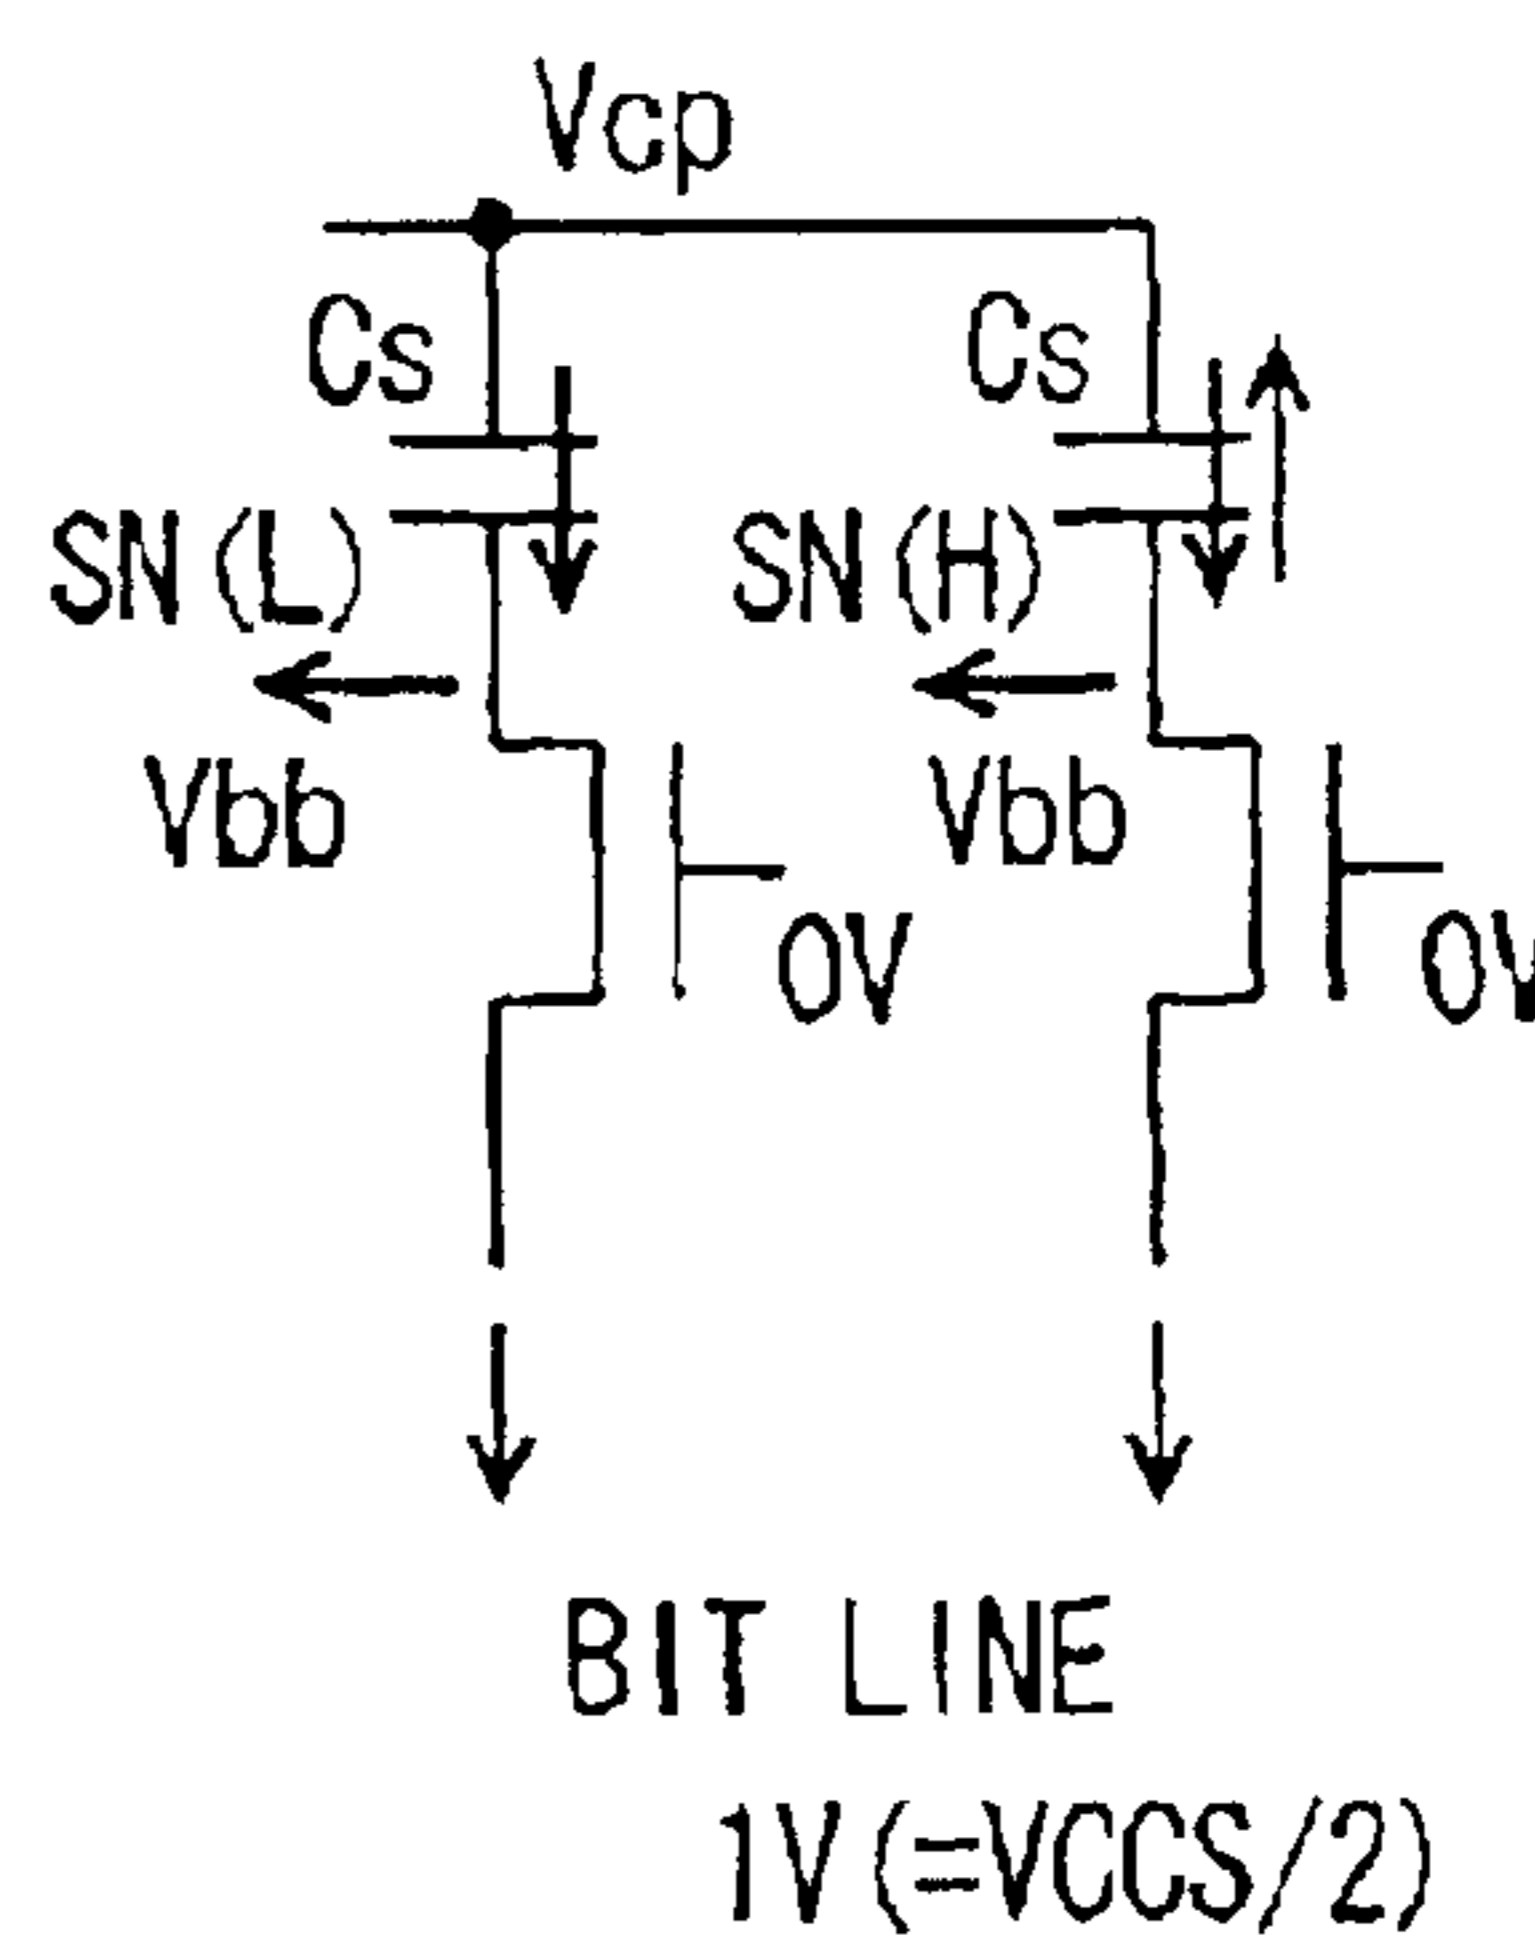 Vcp
Cs Cs
SN(L) SN(H)
Vbb Vbb
0V 0V
BIT LINE
1V(=VCCS/2)